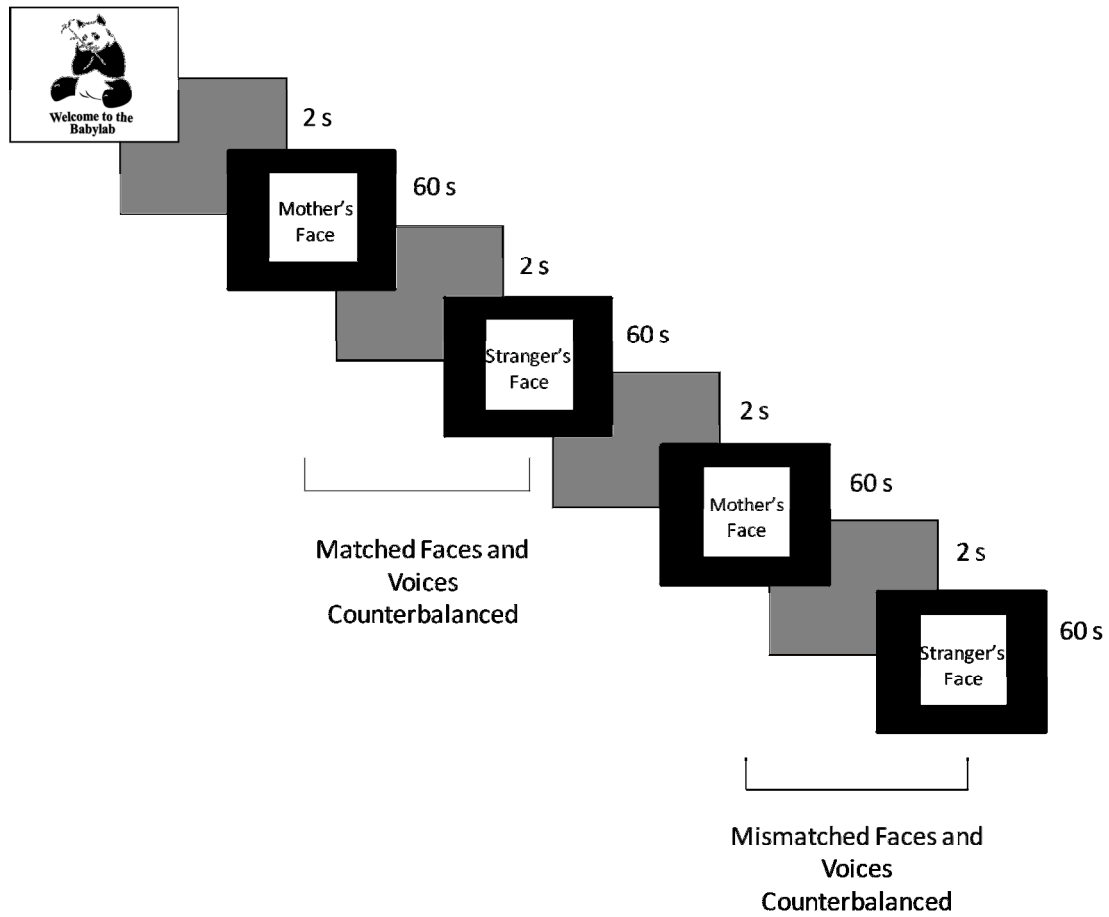 Welcome to the
Babylab
2 s
Mother's
Face
60 s
2 s
Stranger's
Face
60 s
2 s
Mother's
Face
60 s
Matched Faces and
Voices
Counterbalanced
2 s
Stranger's
Face
60 s
Mismatched Faces and
Voices
Counterbalanced